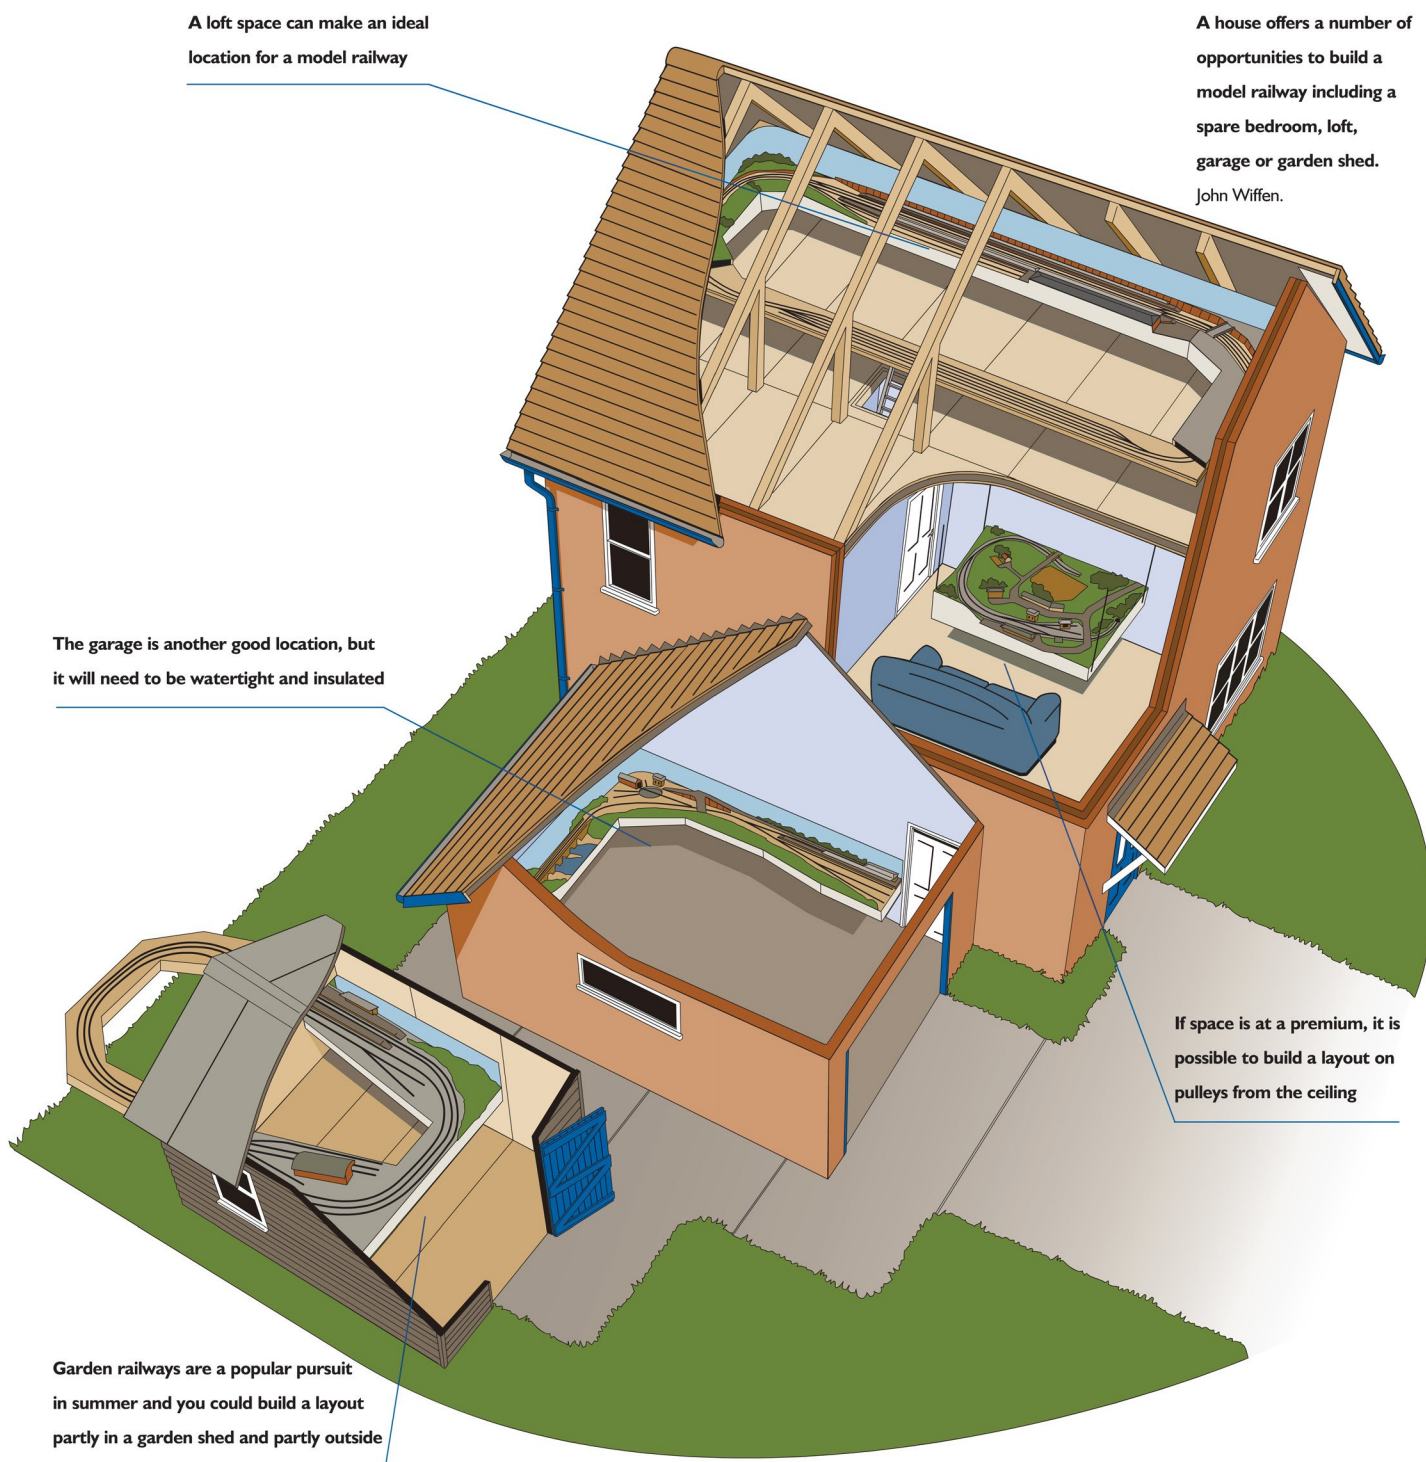 A loft space can make an ideal
location for a model railway
A house offers a number of
opportunities to build a
model railway including a
spare bedroom, loft,
garage or garden shed.
John Wiffen.
The garage is another good location, but
it will need to be watertight and insulated
If space is at a premium, it is
possible to build a layout on
pulleys from the ceiling
Garden railways are a popular pursuit
in summer and you could build a layout
partly in a garden shed and partly outside